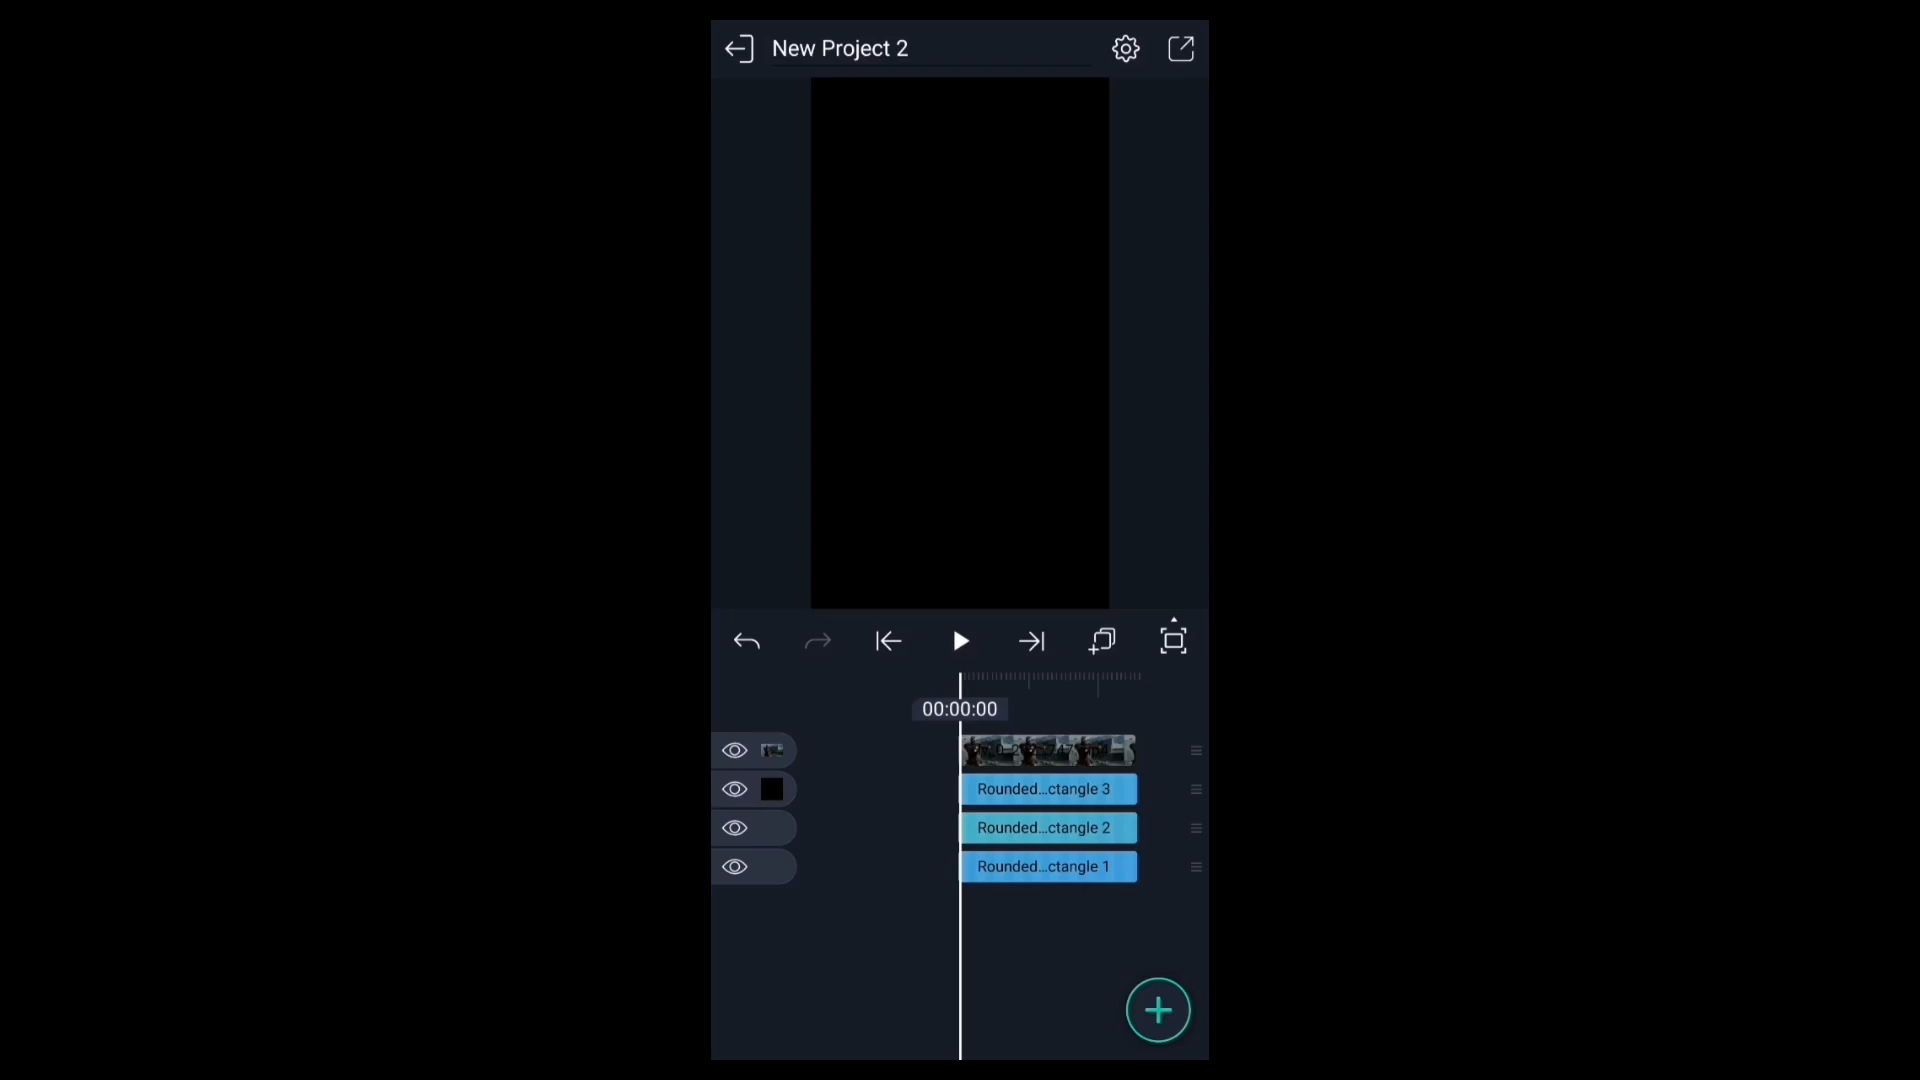 New Project 2
00:00:00
Rounded...ctangle 3
Rounded...ctangle 2
Rounded...ctangle 1